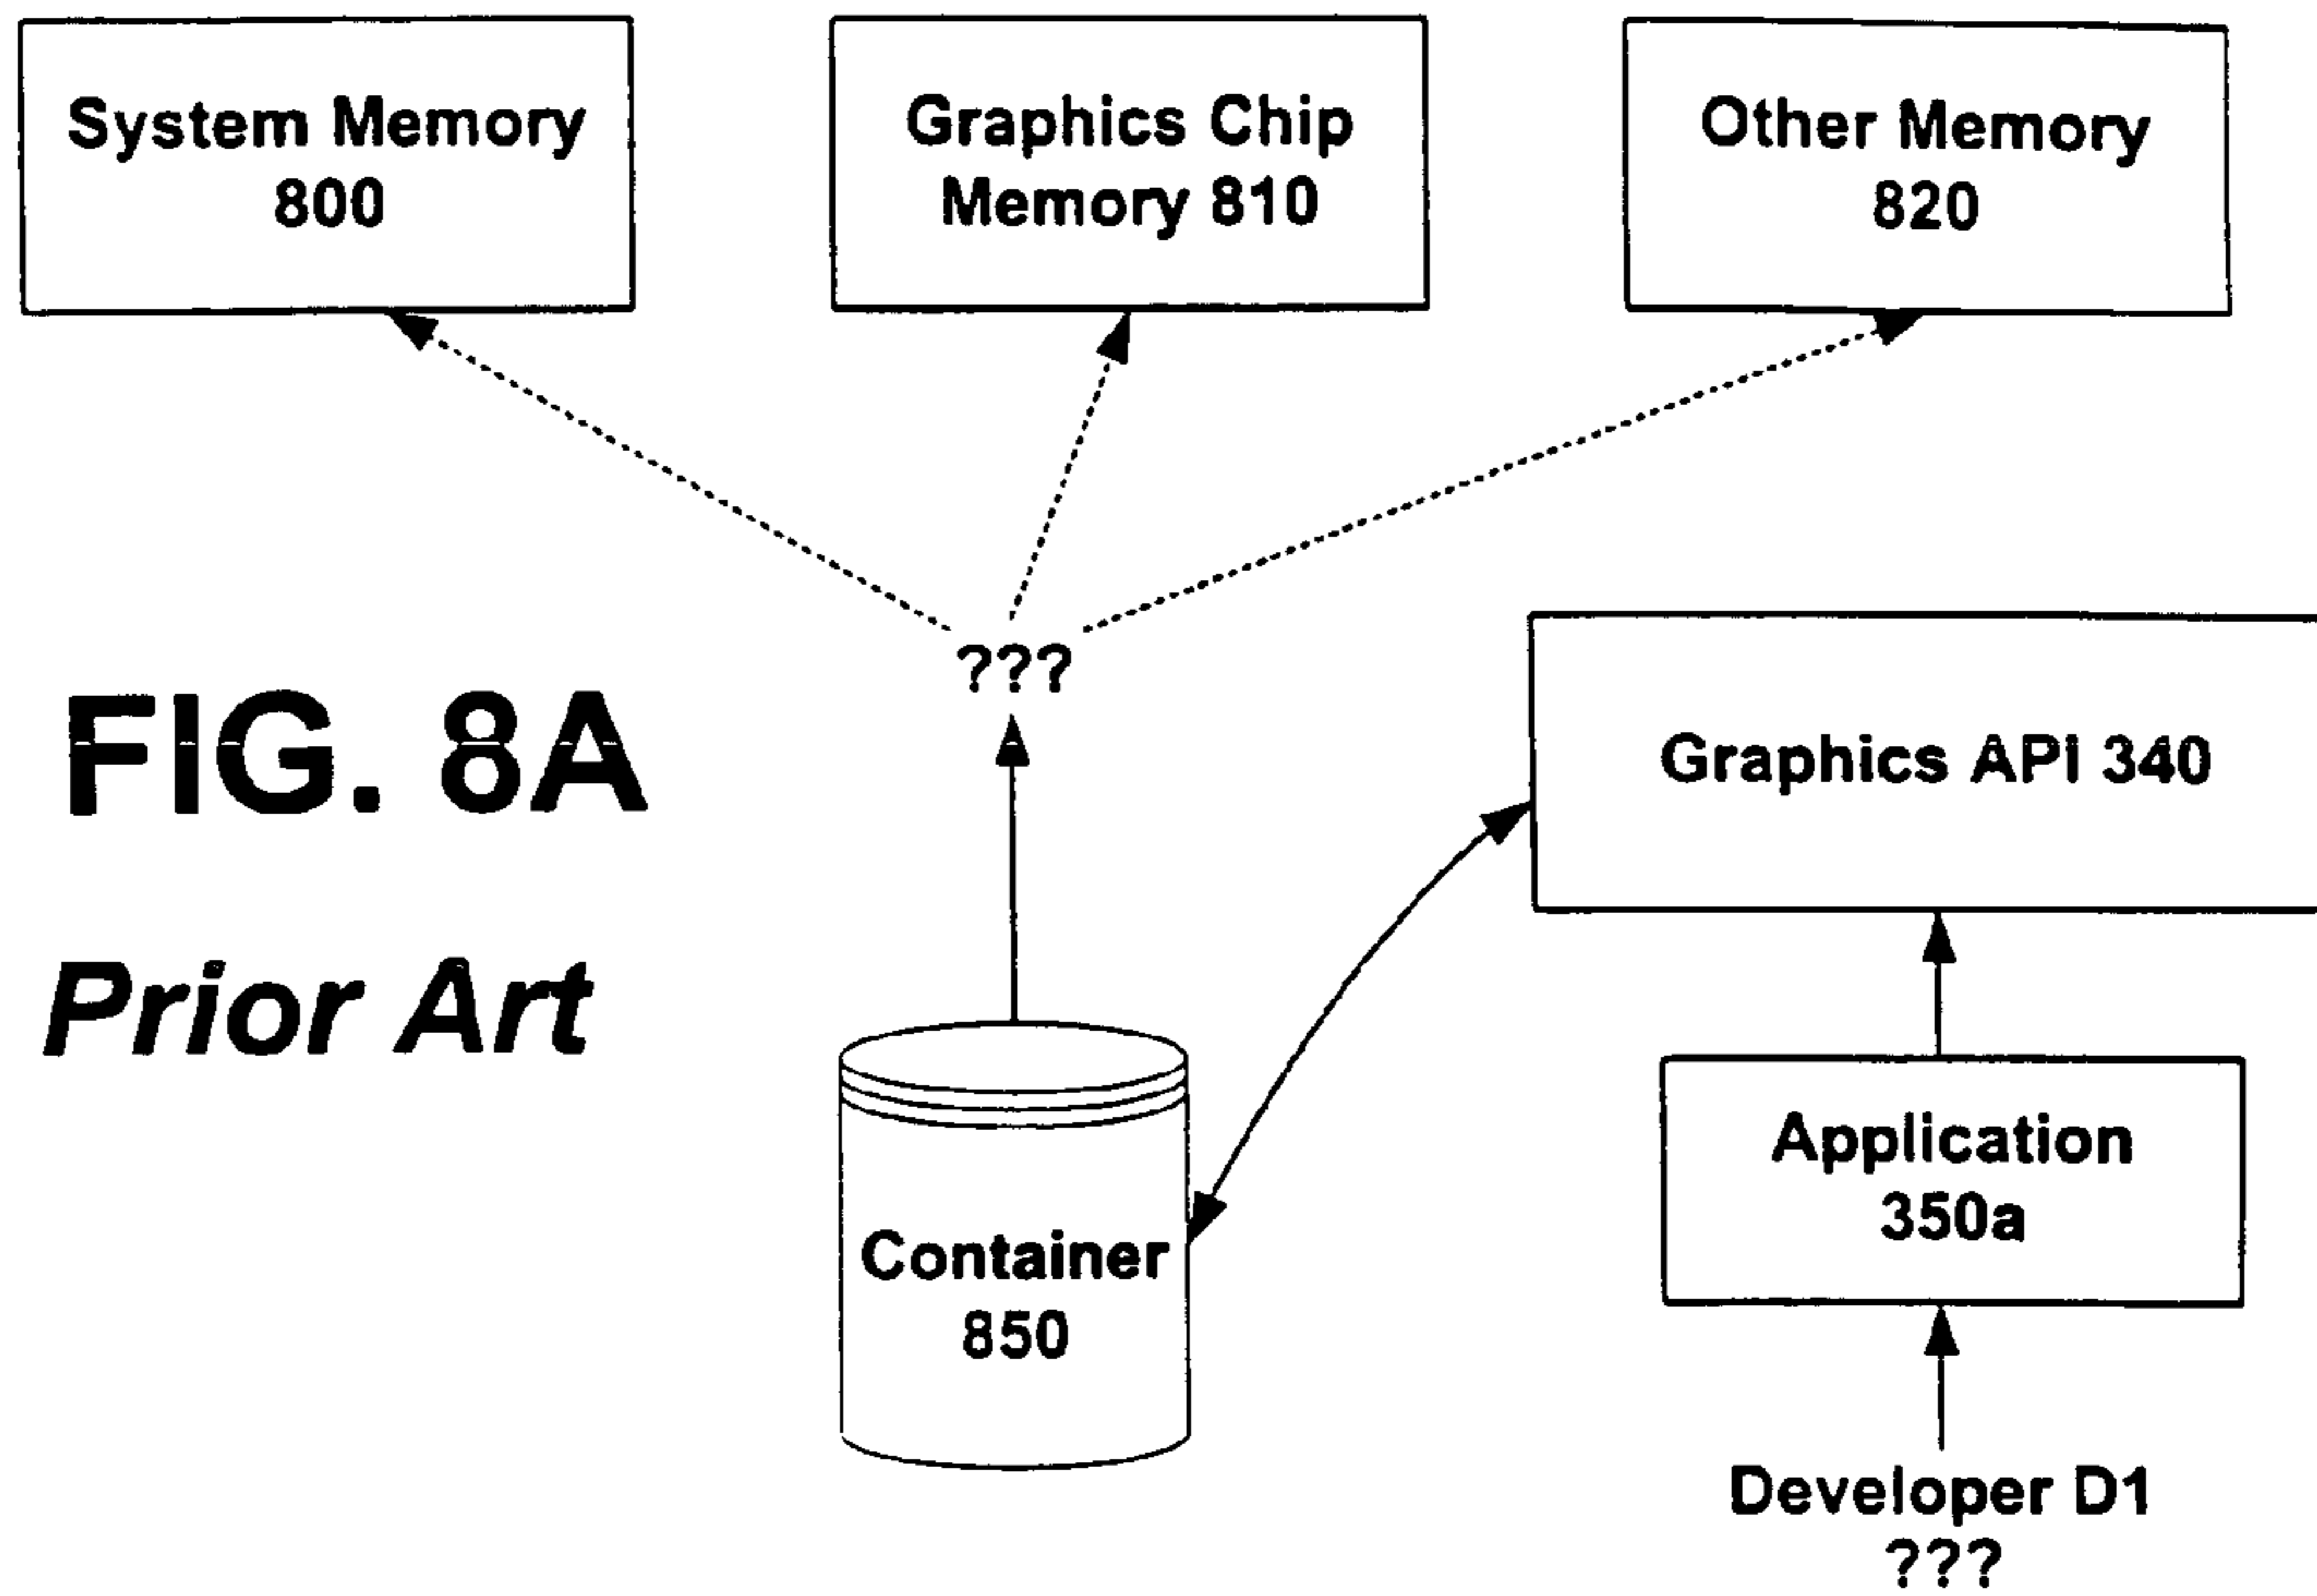 System Memory
800
Graphics Chip
Memory 810
Other Memory
820
???
FIG. 8A
Prior Art
Graphics API 340
Container
850
Application
350a
Developer D1
???